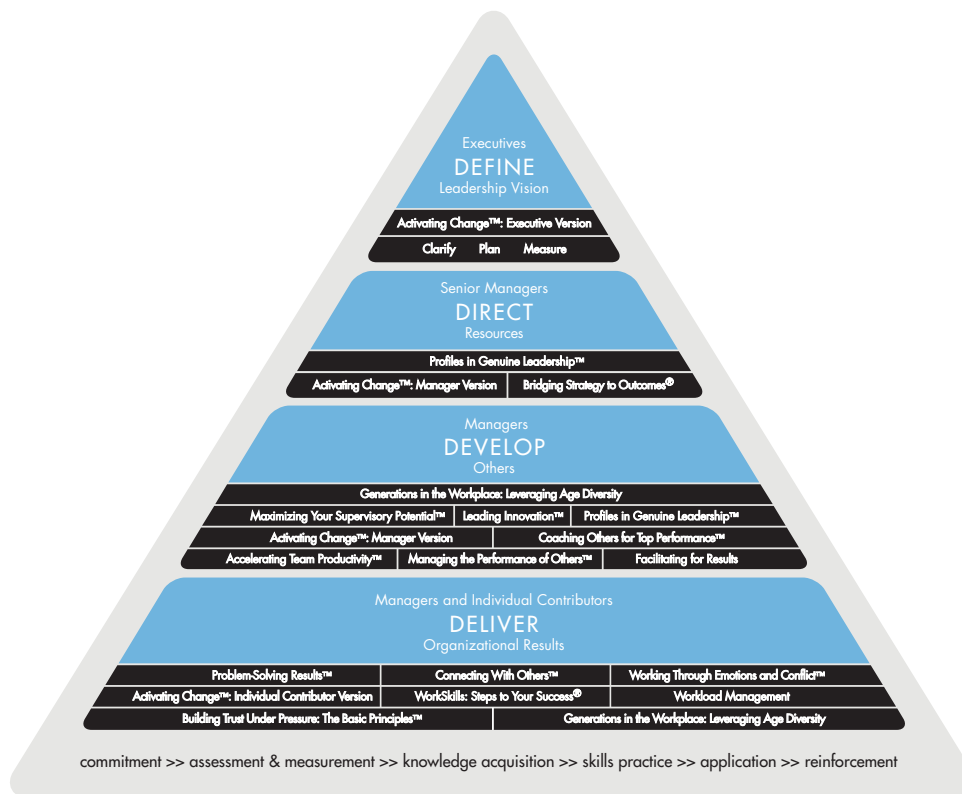 Executives
DEFINE
Leadership Vision
Activating Change™: Executive Version
Clarify Plan Measure
Senior Managers
DIRECT
Resources
Profiles in Genuine Leadership™
Activating Change™: Manager Version Bridging Strategy to Outcomes®
Managers
DEVELOP
Others
Generations in the Workplace: Leveraging Age Diversity
Maximizing Your Supervisory Potential™ Leading Innovation™ Profiles in Genuine Leadership™
Activating Change™: Manager Version Coaching Others for Top Performance™
Accelerating Team Productivity™ Managing the Performance of Others™ Facilitating for Results
Managers and Individual Contributors
DELIVER
Organizational Results
Problem-Solving Results™ Connecting With Others™ Working Through Emotions and Conflict™
Activating Change™: Individual Contributor Version WorkSkills: Steps to Your Success® Workload Management
Building Trust Under Pressure: The Basic Principles™ Generations in the Workplace: Leveraging Age Diversity
commitment >> assessment & measurement >> knowledge acquisition >> skills practice >> application >> reinforcement